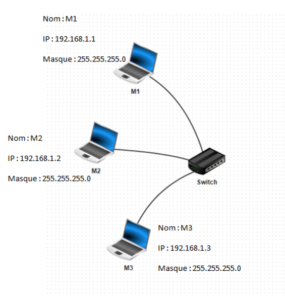 Nom : M1
IP : 192.168.1.1
Masque : 255.255.255.0
M1
Nom : M2
IP : 192.168.1.2
M2
Masque : 255.255.255.0
Switch
Nom : M3
IP : 192.168.1.3
M3
Masque : 255.255.255.0